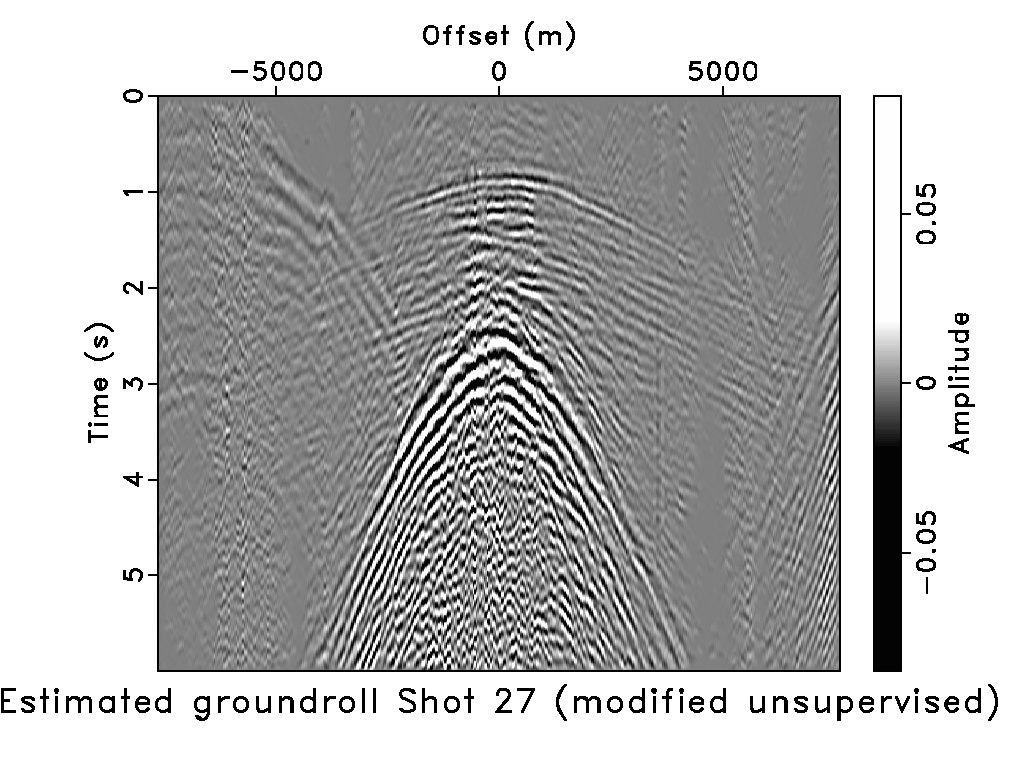 Offset (m)
−5000 0 5000
0
1
2
3
4
5
Time (s)
0.05
0
−0.05
Amplitude
Estimated groundroll Shot 27 (modified unsupervised)